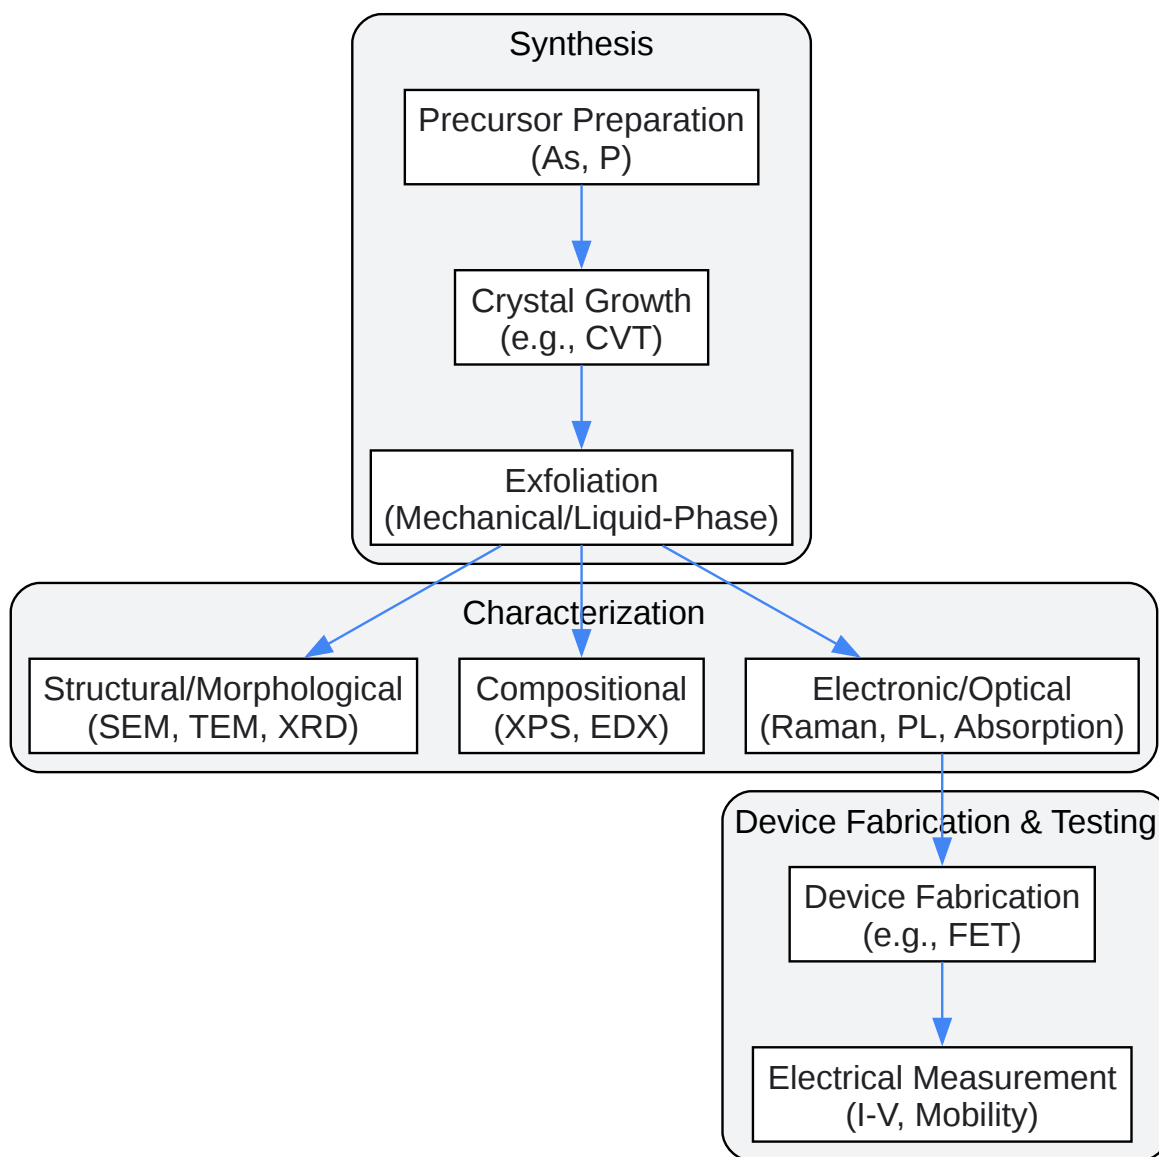 Synthesis
Precursor Preparation
(As, P)
Crystal Growth
(e.g., CVT)
Exfoliation
(Mechanical/Liquid-Phase)
Characterization
Structural/Morphological
(SEM, TEM, XRD)
Compositional
(XPS, EDX)
Electronic/Optical
(Raman, PL, Absorption)
Device Fabrication & Testing
Device Fabrication
(e.g., FET)
Electrical Measurement
(I-V, Mobility)